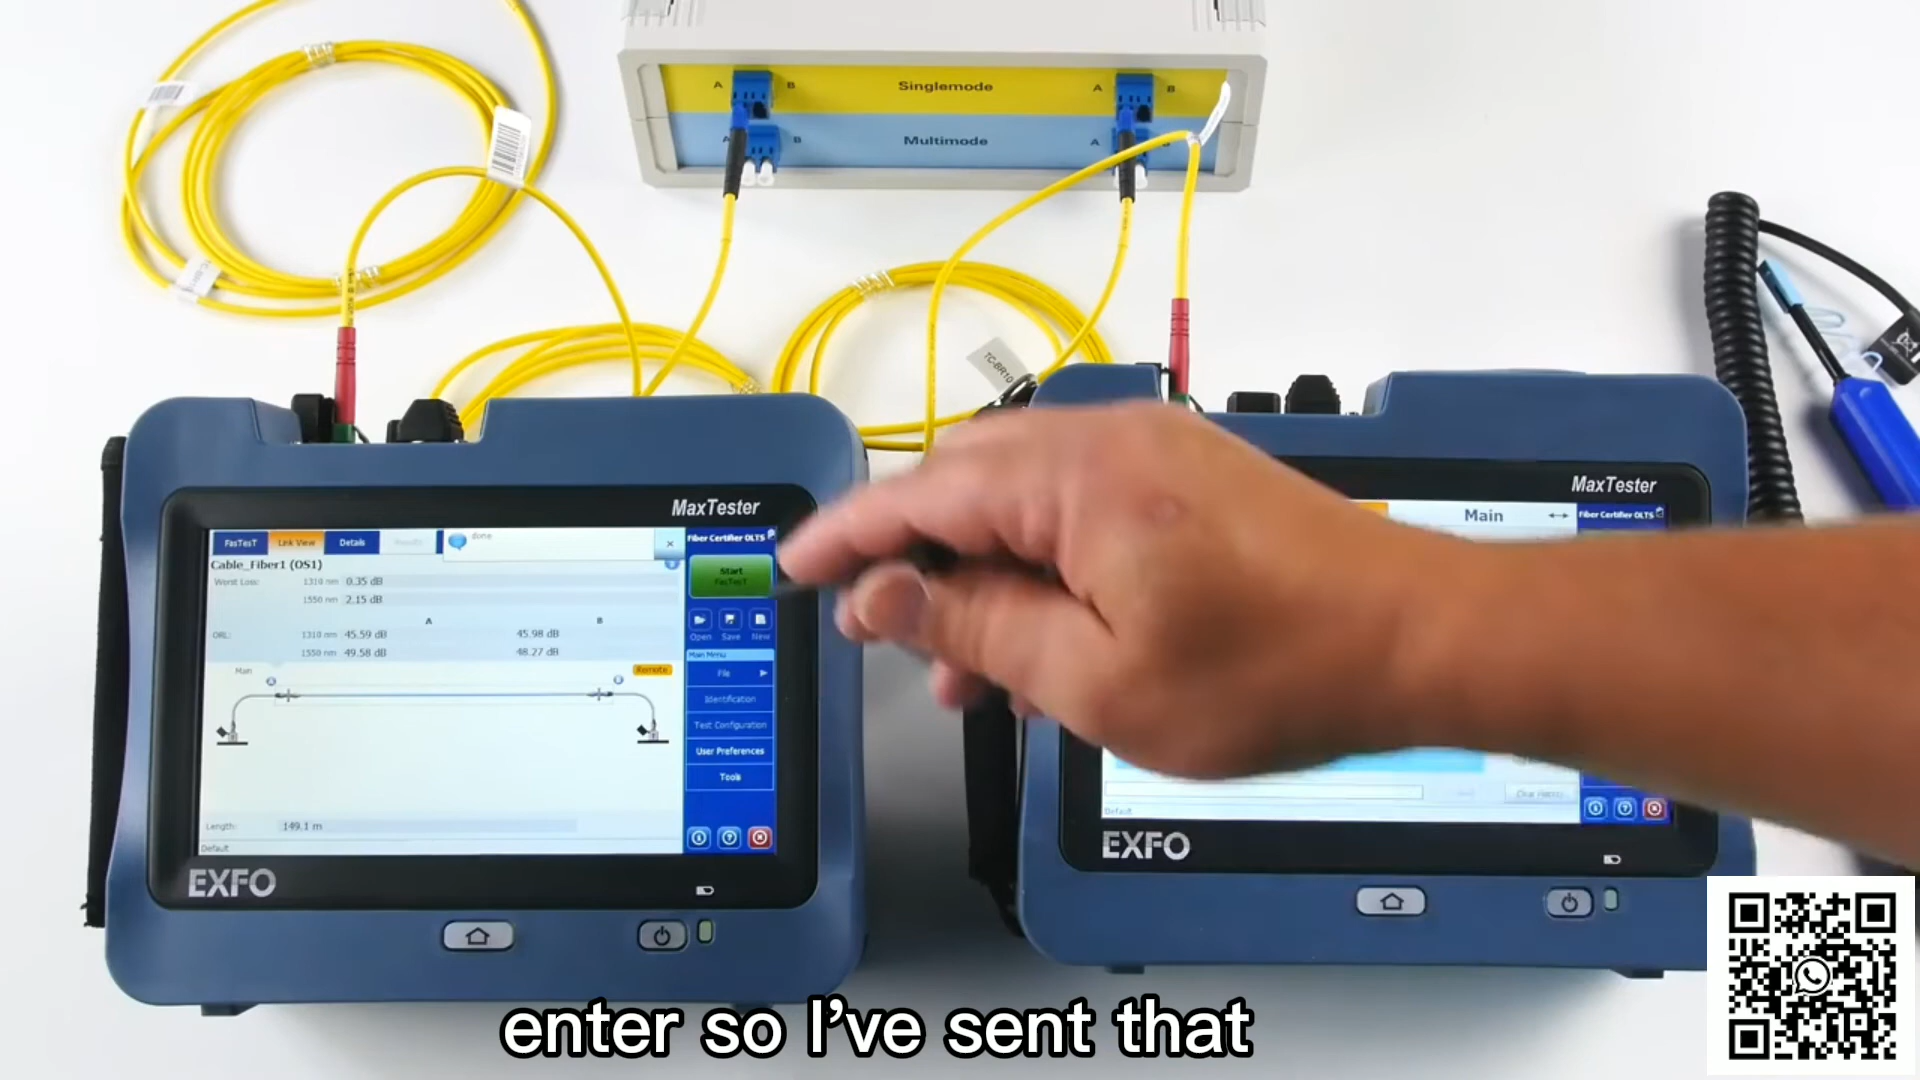 A B Singlemode A B
A B Multimode A
TC-BR10
MaxTester
MaxTester
FasTesT Link View Details Results done
Fiber Certifier OLTS
Cable_Fiber1 (OS1)
Worst Loss: 1310 nm 0.35 dB
1550 nm 2.15 dB
A B
ORL: 1310 nm 45.59 dB 45.98 dB
1550 nm 49.58 dB 48.27 dB
Main A B Remote
Length: 149.1 m
Default
Start
FasTesT
Open Save New
Main Menu
File
Identification
Test Configuration
User Preferences
Tools
EXFO
Main
Fiber Certifier OLTS
Default
EXFO
enter so I've sent that